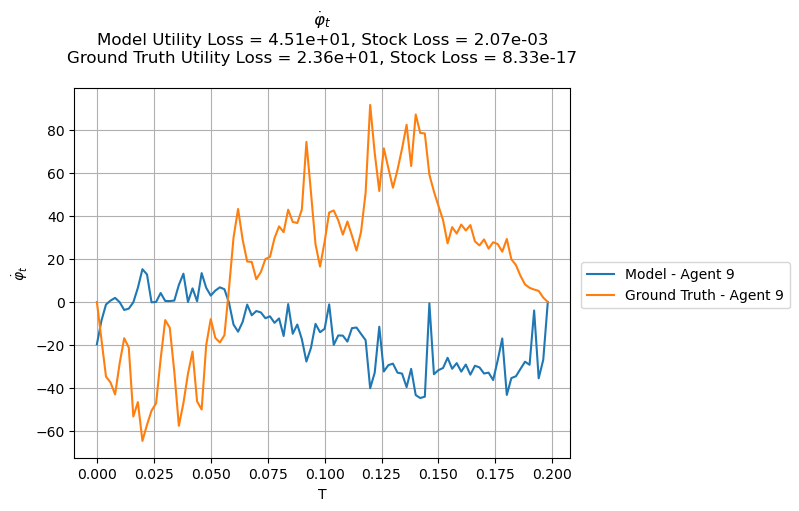 φ̇ₜ
Model Utility Loss = 4.51e+01, Stock Loss = 2.07e-03
Ground Truth Utility Loss = 2.36e+01, Stock Loss = 8.33e-17
φ̇ₜ
80
60
40
20
0
−20
−40
−60
0.000 0.025 0.050 0.075 0.100 0.125 0.150 0.175 0.200
T
Model - Agent 9
Ground Truth - Agent 9